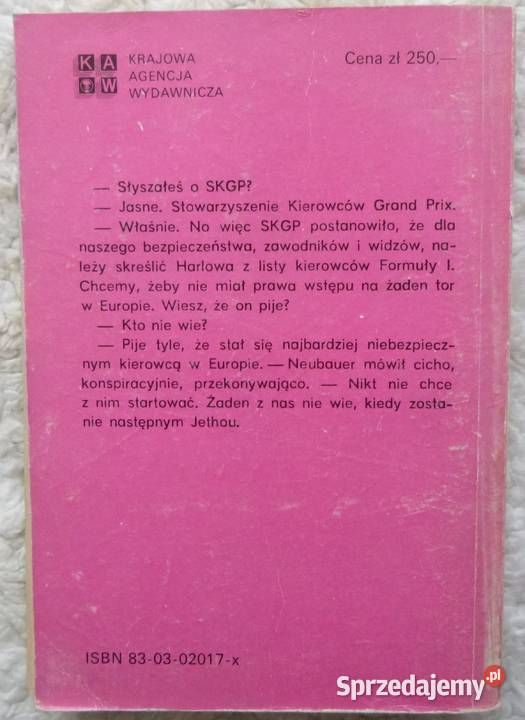 KA
OW
KRAJOWA
AGENCJA
WYDAWNICZA
Cena zł 250,—
— Słyszałeś o SKGP?
— Jasne. Stowarzyszenie Kierowców Grand Prix.
— Właśnie. No więc SKGP postanowiło, że dla
naszego bezpieczeństwa, zawodników i widzów, na-
leży skreślić Harlowa z listy kierowców Formuły I.
Chcemy, żeby nie miał prawa wstępu na żaden tor
w Europie. Wiesz, że on pije?
— Kto nie wie?
— Pije tyle, że stał się najbardziej niebezpiecz-
nym kierowcą w Europie. — Neubauer mówił cicho,
konspiracyjnie, przekonywająco. — Nikt nie chce
z nim startować. Żaden z nas nie wie, kiedy zosta-
nie następnym Jethou.
ISBN 83-03-02017-x
Sprzedajemy.pl